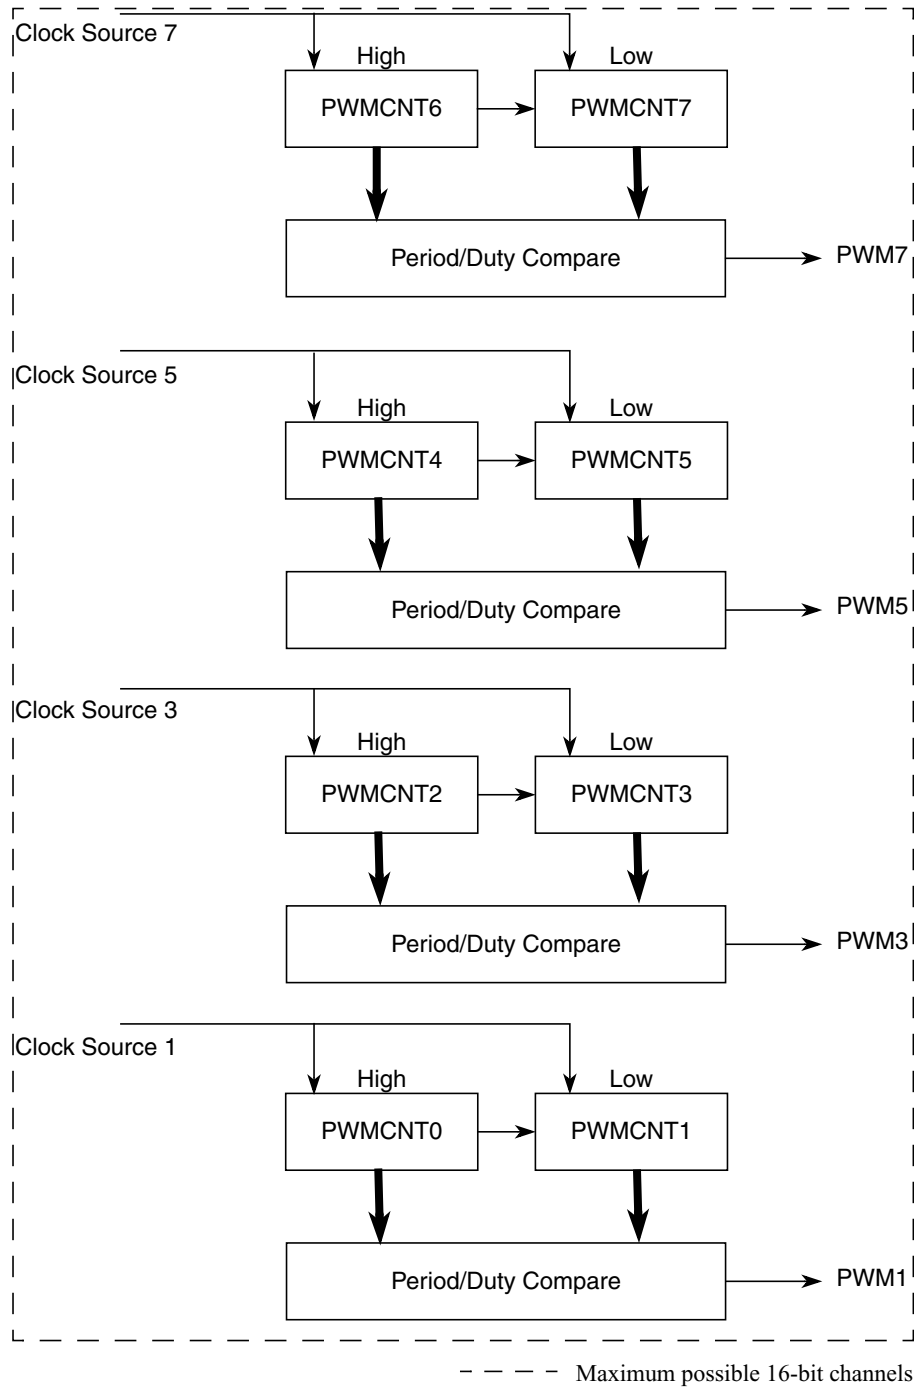 Clock Source 7
High
Low
PWMCNT6
PWMCNT7
Period/Duty Compare
PWM7
Clock Source 5
High
Low
PWMCNT4
PWMCNT5
Period/Duty Compare
PWM5
Clock Source 3
High
Low
PWMCNT2
PWMCNT3
Period/Duty Compare
PWM3
Clock Source 1
High
Low
PWMCNT0
PWMCNT1
Period/Duty Compare
PWM1
Maximum possible 16-bit channels